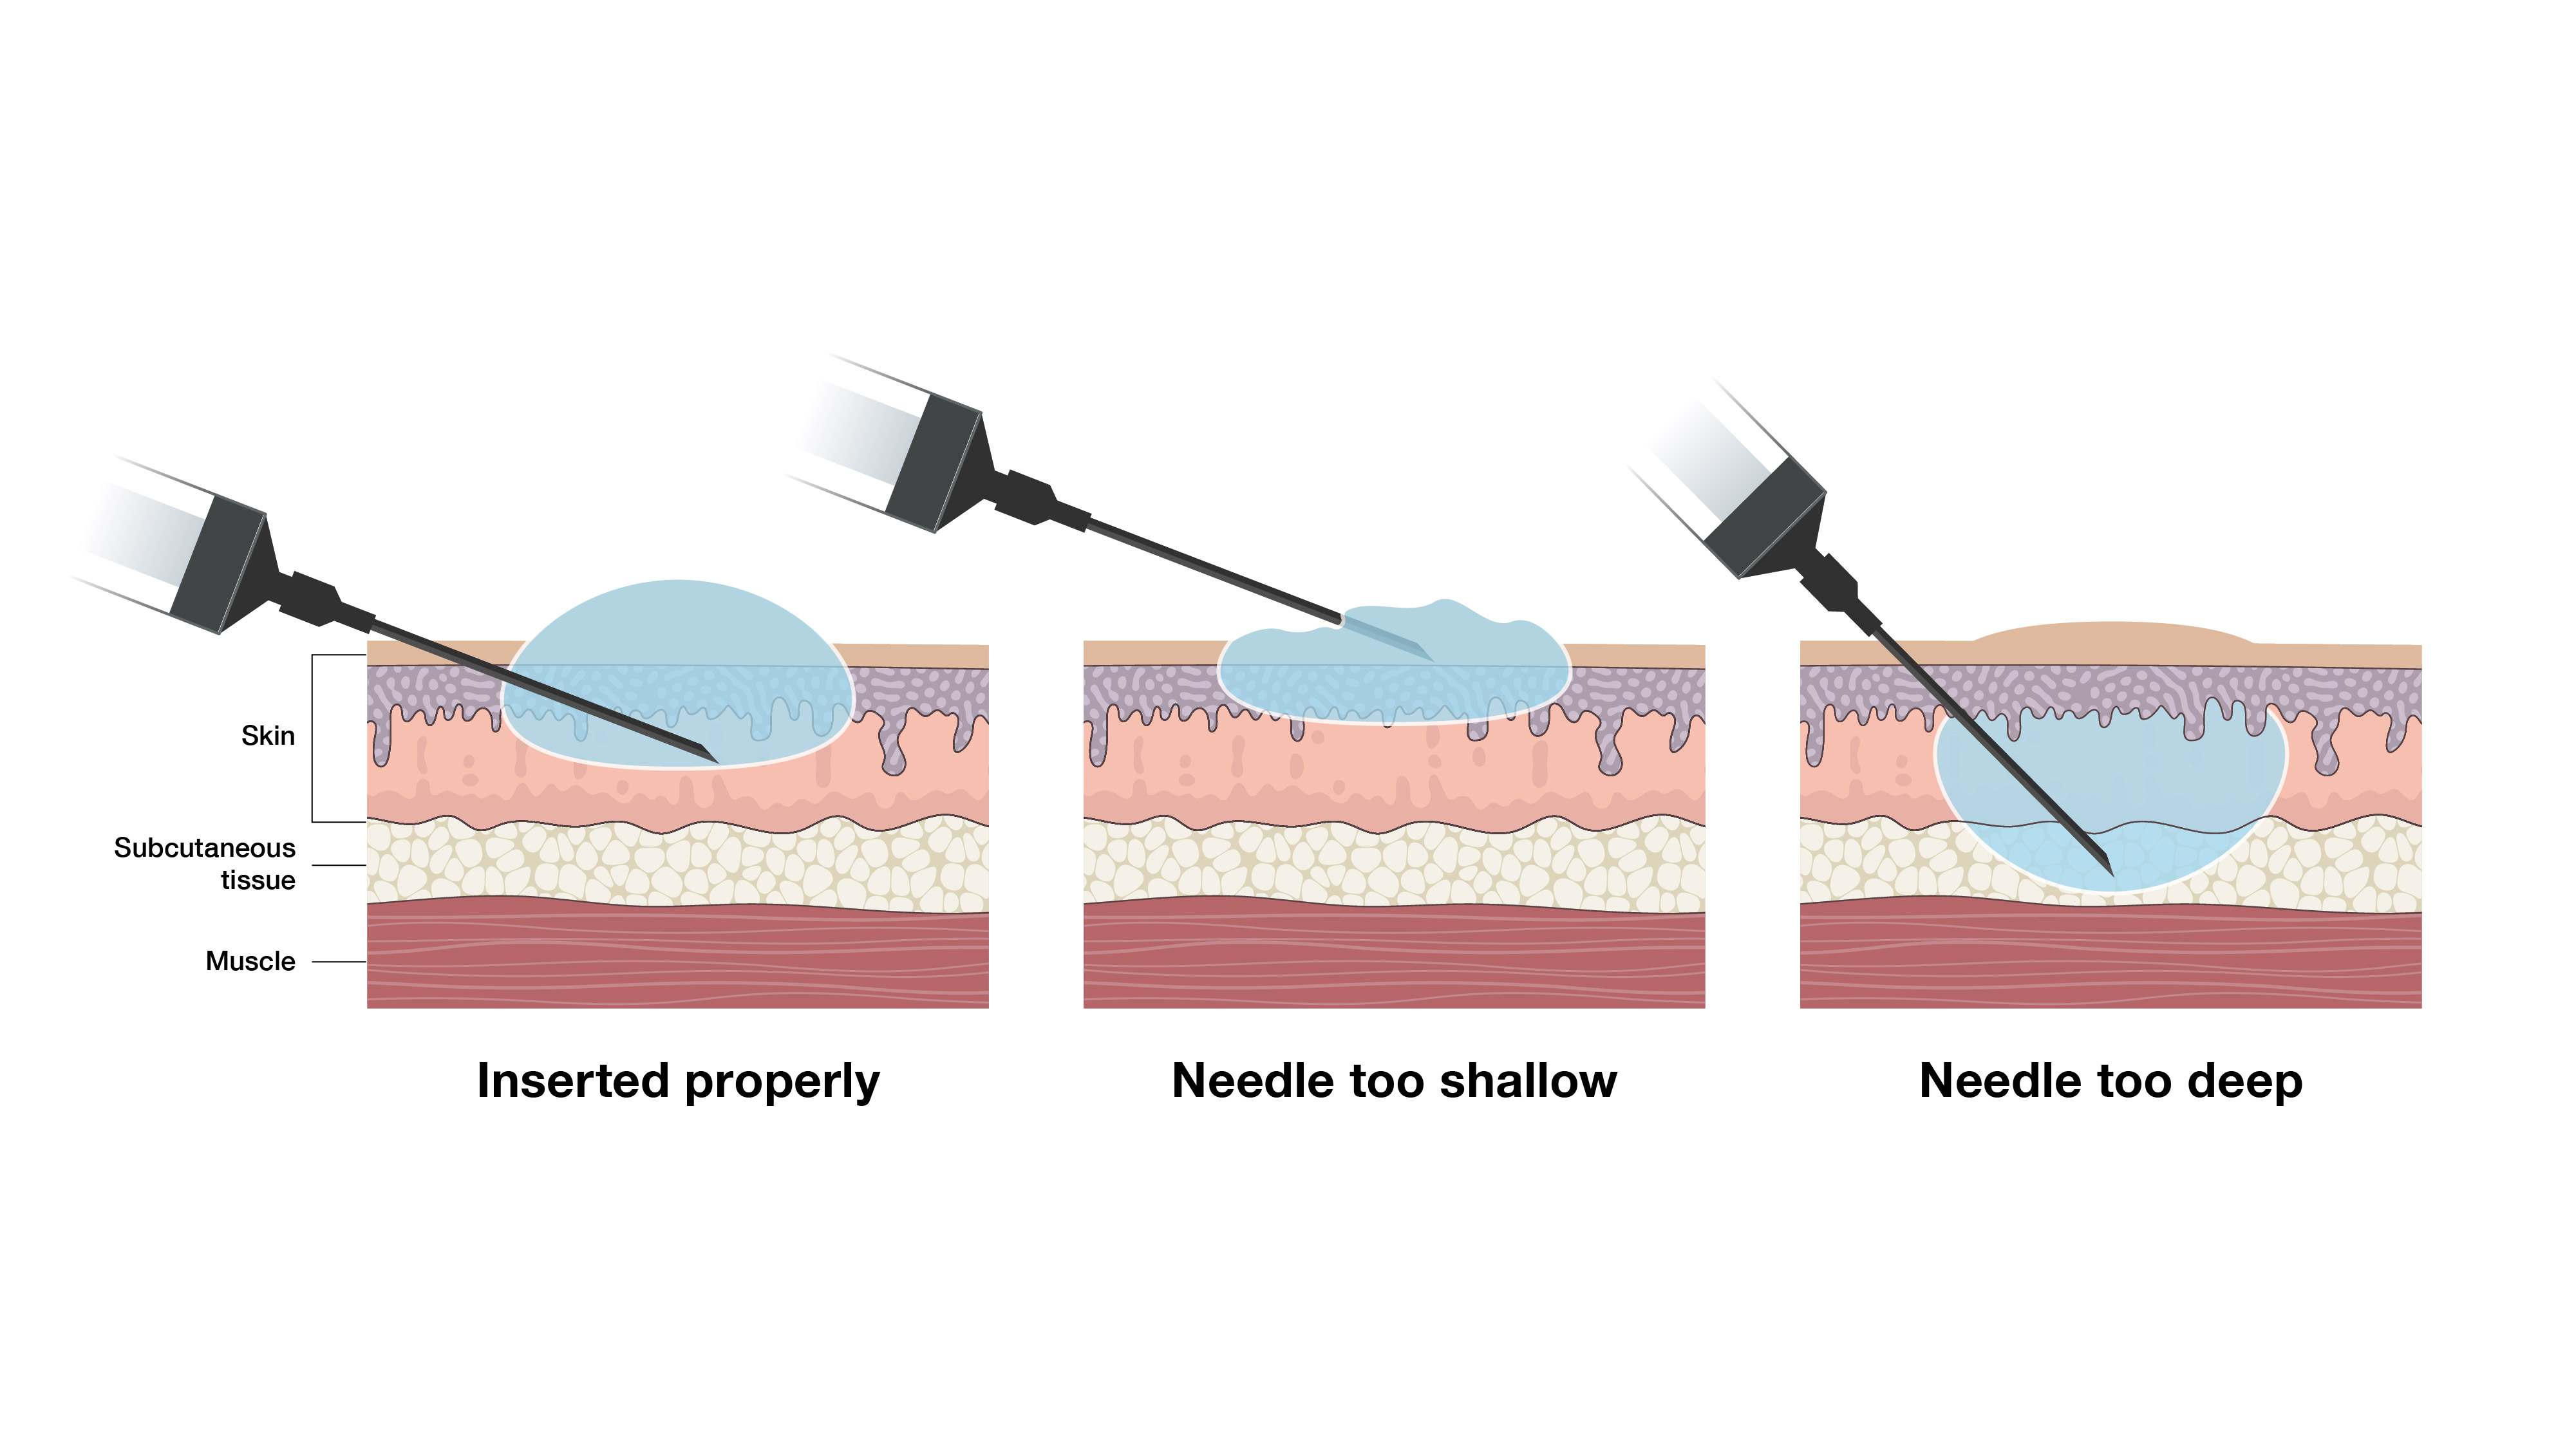 Skin
Subcutaneous
tissue
Muscle
Inserted properly
Needle too shallow
Needle too deep